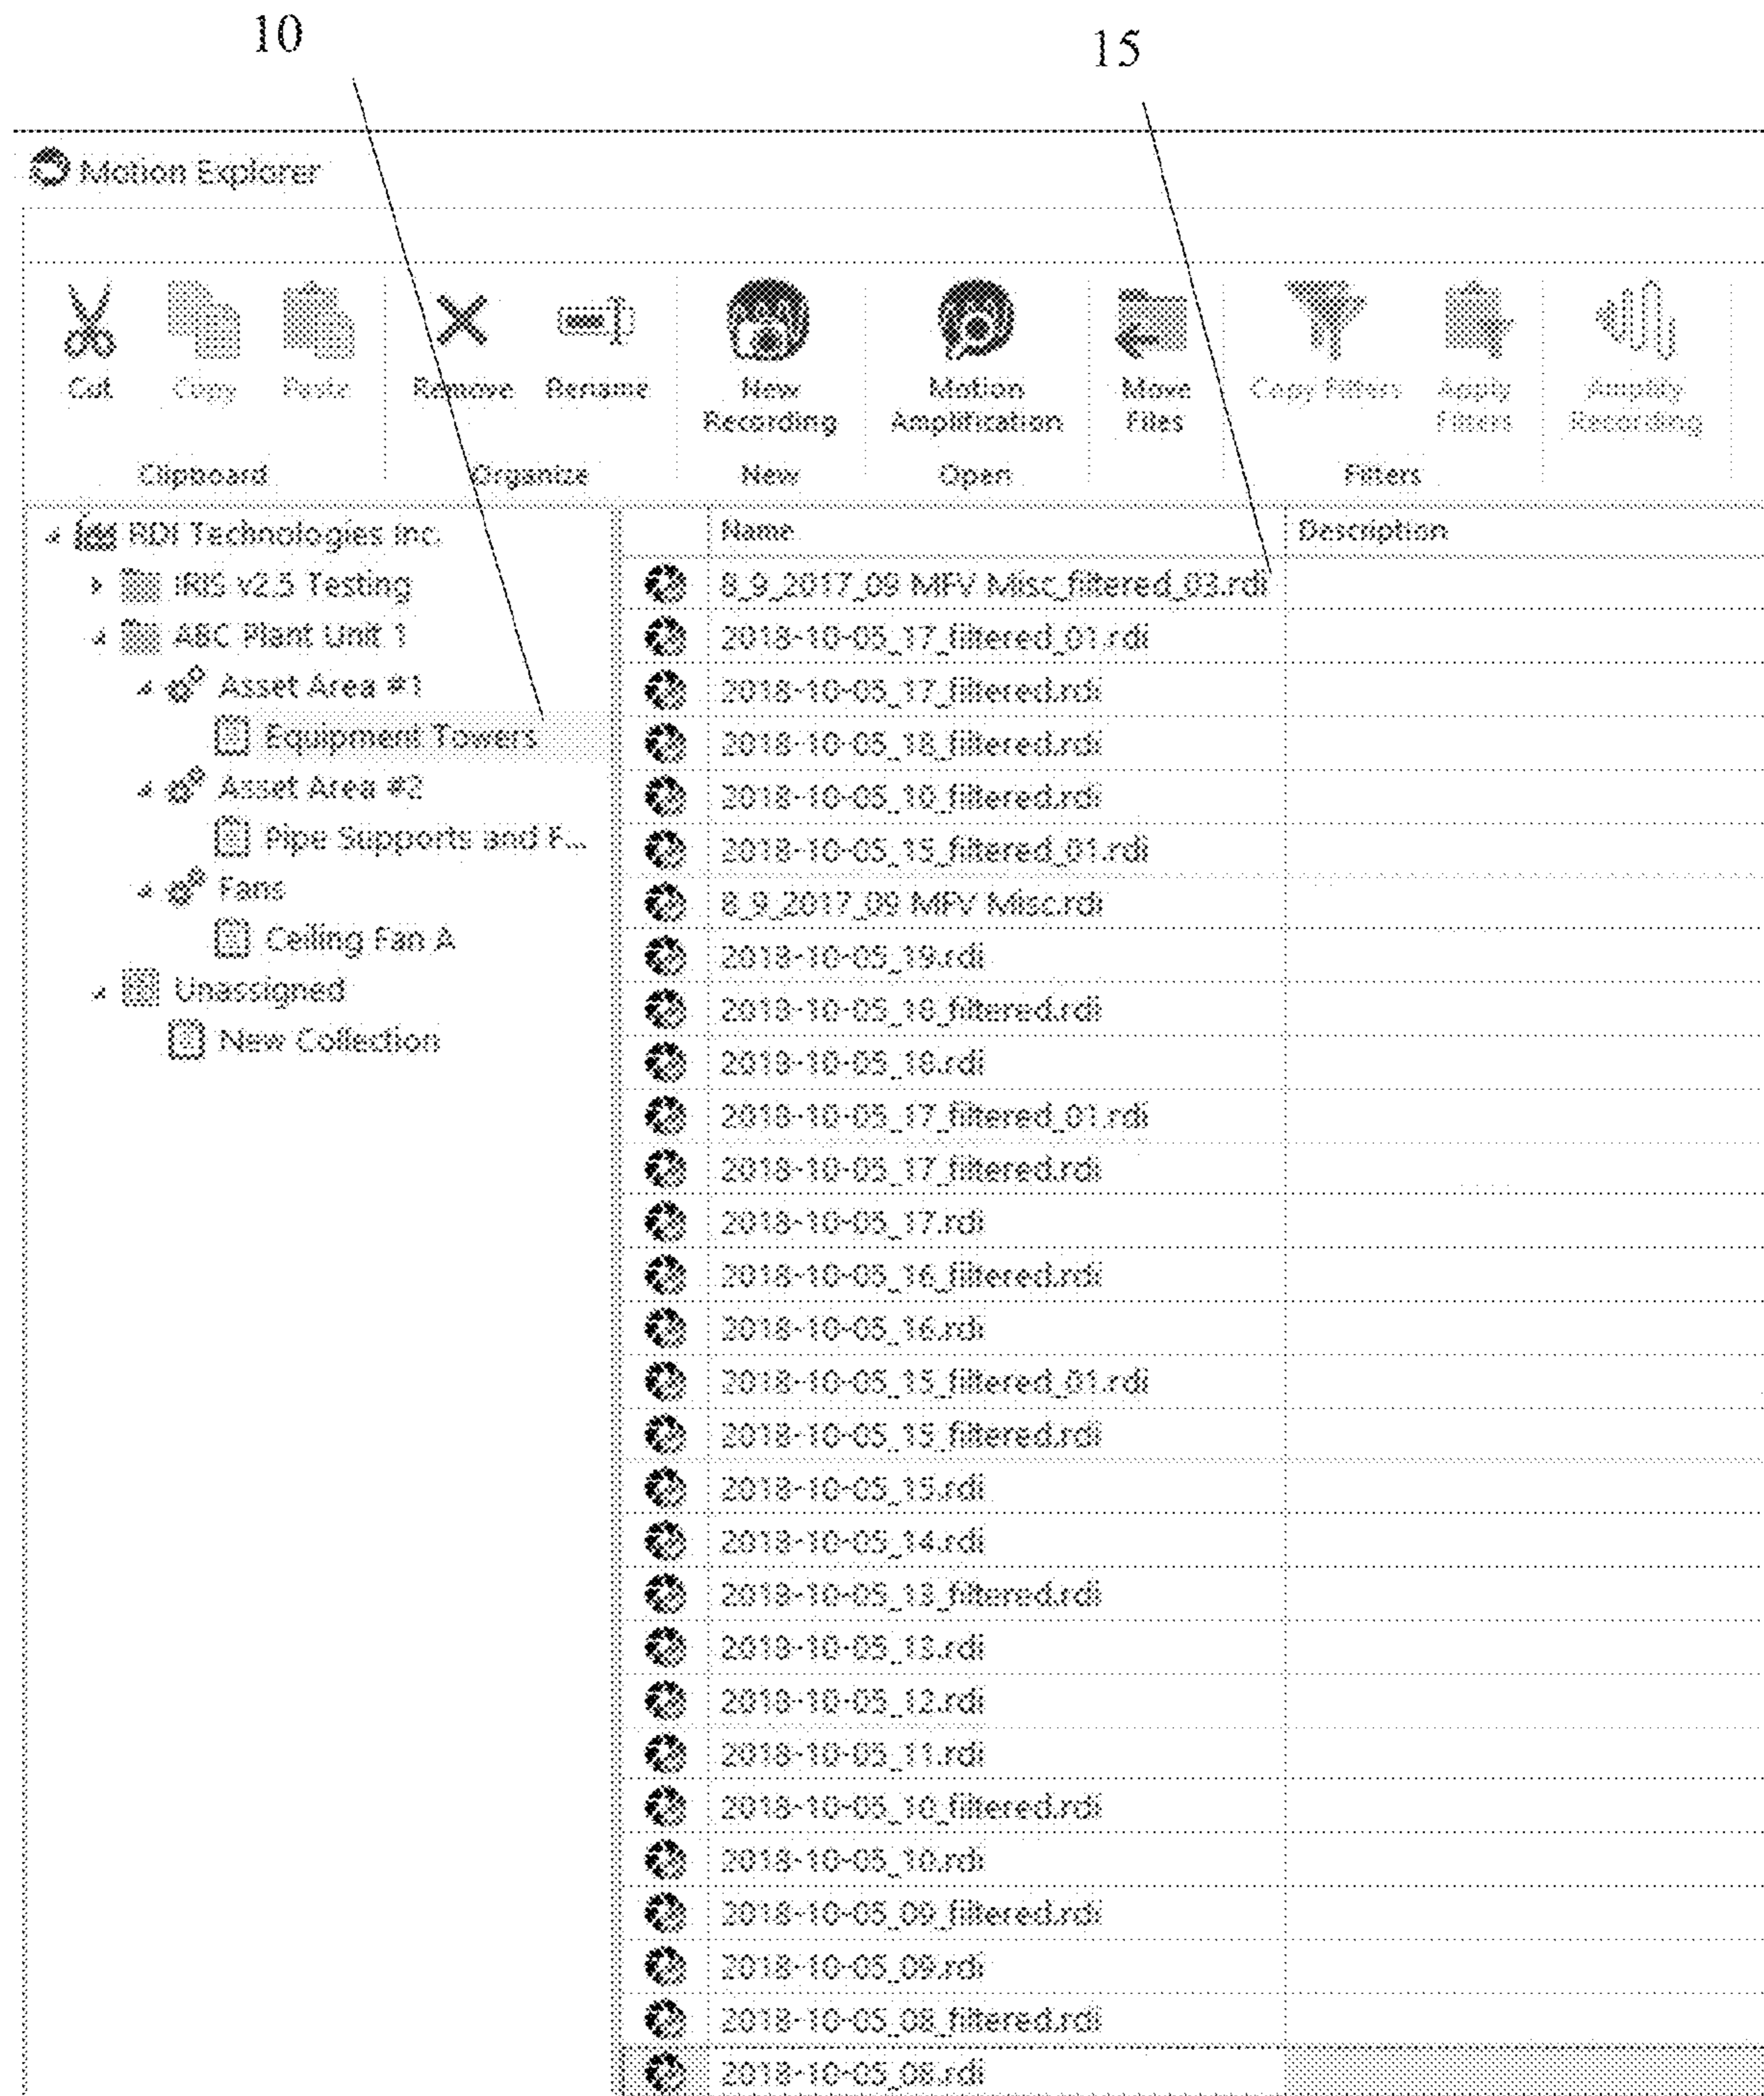 10
15
Motion Explorer
Cut Copy Paste Remove Rename New Recording Motion Amplification Move Files Copy Filters Apply Filters Amplify Recording
Clipboard Organize New Open Filters
RDI Technologies Inc.
IRIS v2.5 Testing
ABC Plant Unit 1
Asset Area #1
Equipment Towers
Asset Area #2
Pipe Supports and F...
Fans
Ceiling Fan A
Unassigned
New Collection
Name Description
8_9_2017_09 MFV Misc_filtered_03.rdi
2018-10-05_17_filtered_01.rdi
2018-10-05_17_filtered.rdi
2018-10-05_18_filtered.rdi
2018-10-05_10_filtered.rdi
2018-10-05_15_filtered_01.rdi
8_9_2017_09 MFV Misc.rdi
2018-10-05_19.rdi
2018-10-05_18_filtered.rdi
2018-10-05_18.rdi
2018-10-05_17_filtered_01.rdi
2018-10-05_17_filtered.rdi
2018-10-05_17.rdi
2018-10-05_16_filtered.rdi
2018-10-05_16.rdi
2018-10-05_15_filtered_01.rdi
2018-10-05_15_filtered.rdi
2018-10-05_15.rdi
2018-10-05_14.rdi
2018-10-05_13_filtered.rdi
2018-10-05_13.rdi
2018-10-05_12.rdi
2018-10-05_11.rdi
2018-10-05_10_filtered.rdi
2018-10-05_10.rdi
2018-10-05_09_filtered.rdi
2018-10-05_09.rdi
2018-10-05_08_filtered.rdi
2018-10-05_08.rdi